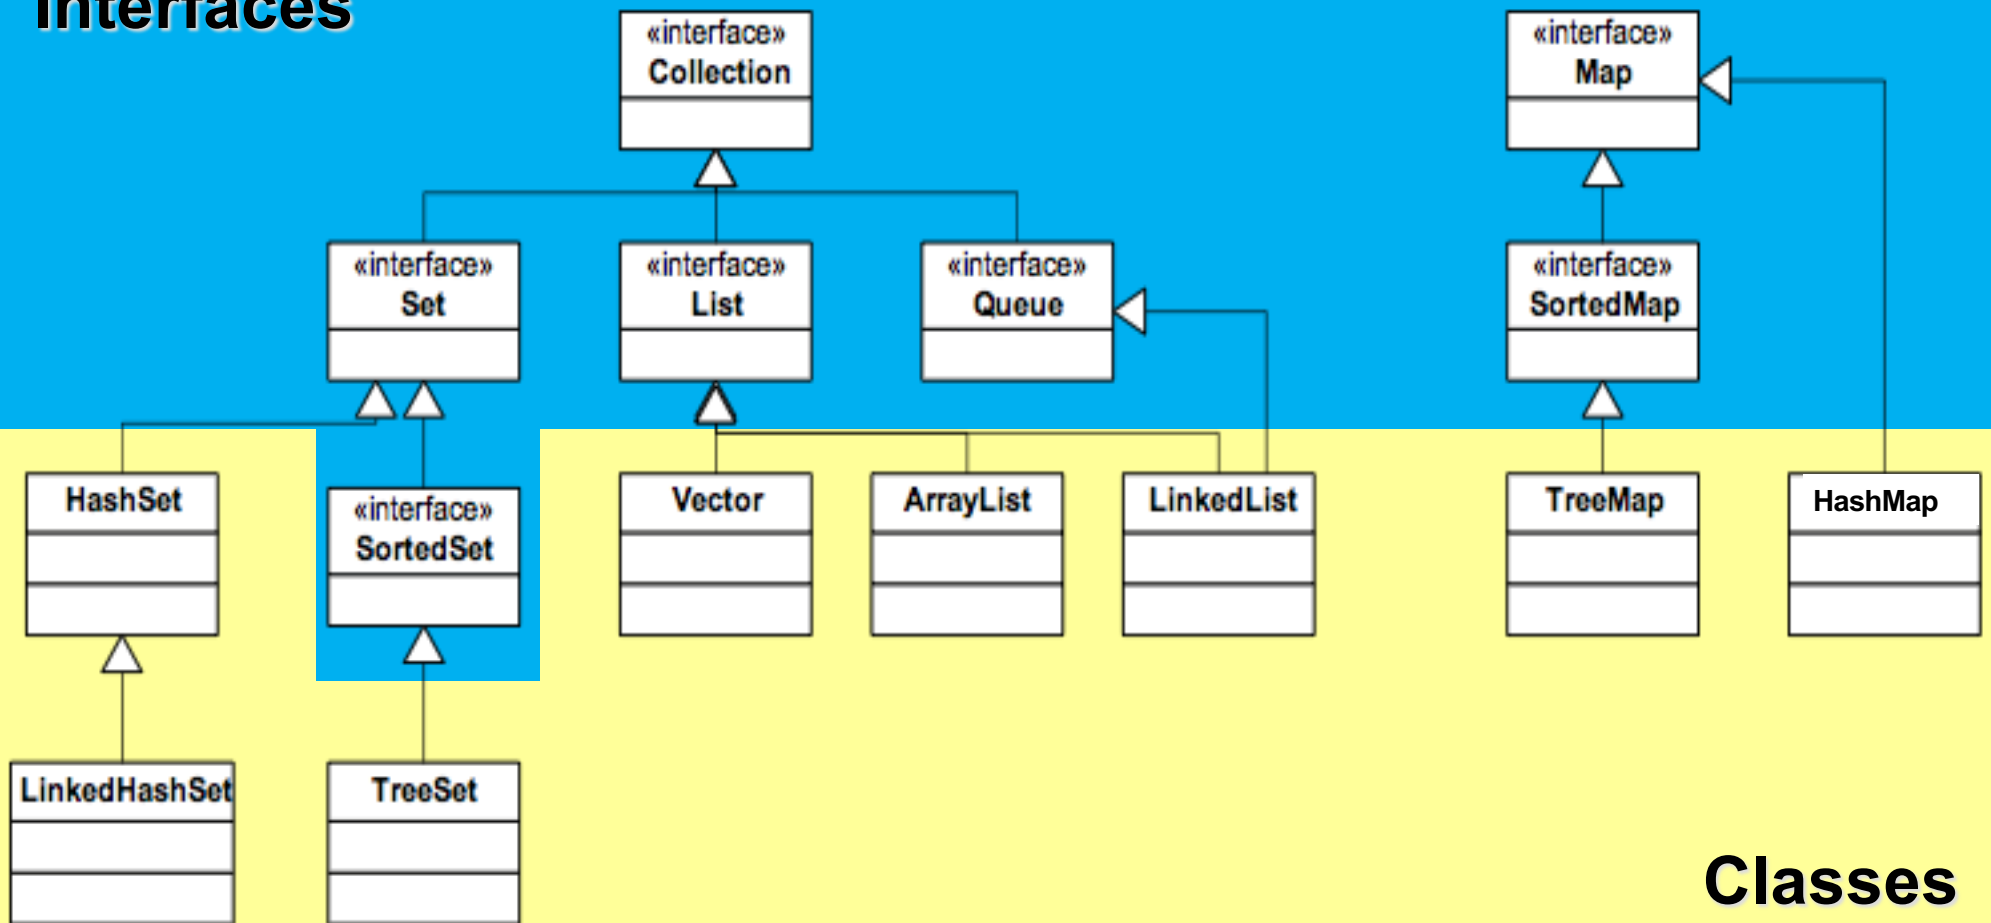 Interfaces
«interface»
Collection
«interface»
Map
«interface»
Set
«interface»
List
«interface»
Queue
«interface»
SortedMap
HashSet
«interface»
SortedSet
Vector
ArrayList
LinkedList
TreeMap
HashMap
LinkedHashSet
TreeSet
Classes